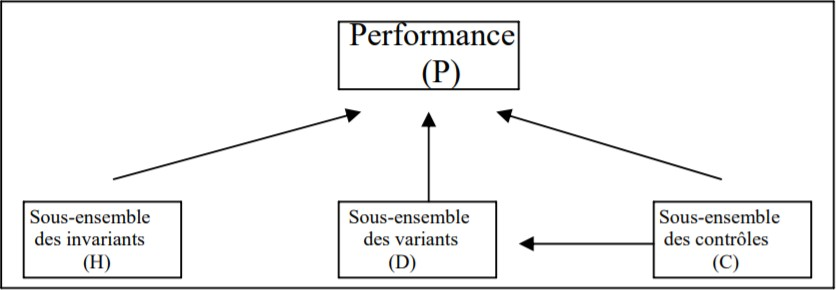 Performance
(P)
Sous-ensemble
des invariants
(H)
Sous-ensemble
des variants
(D)
Sous-ensemble
des contrôles
(C)